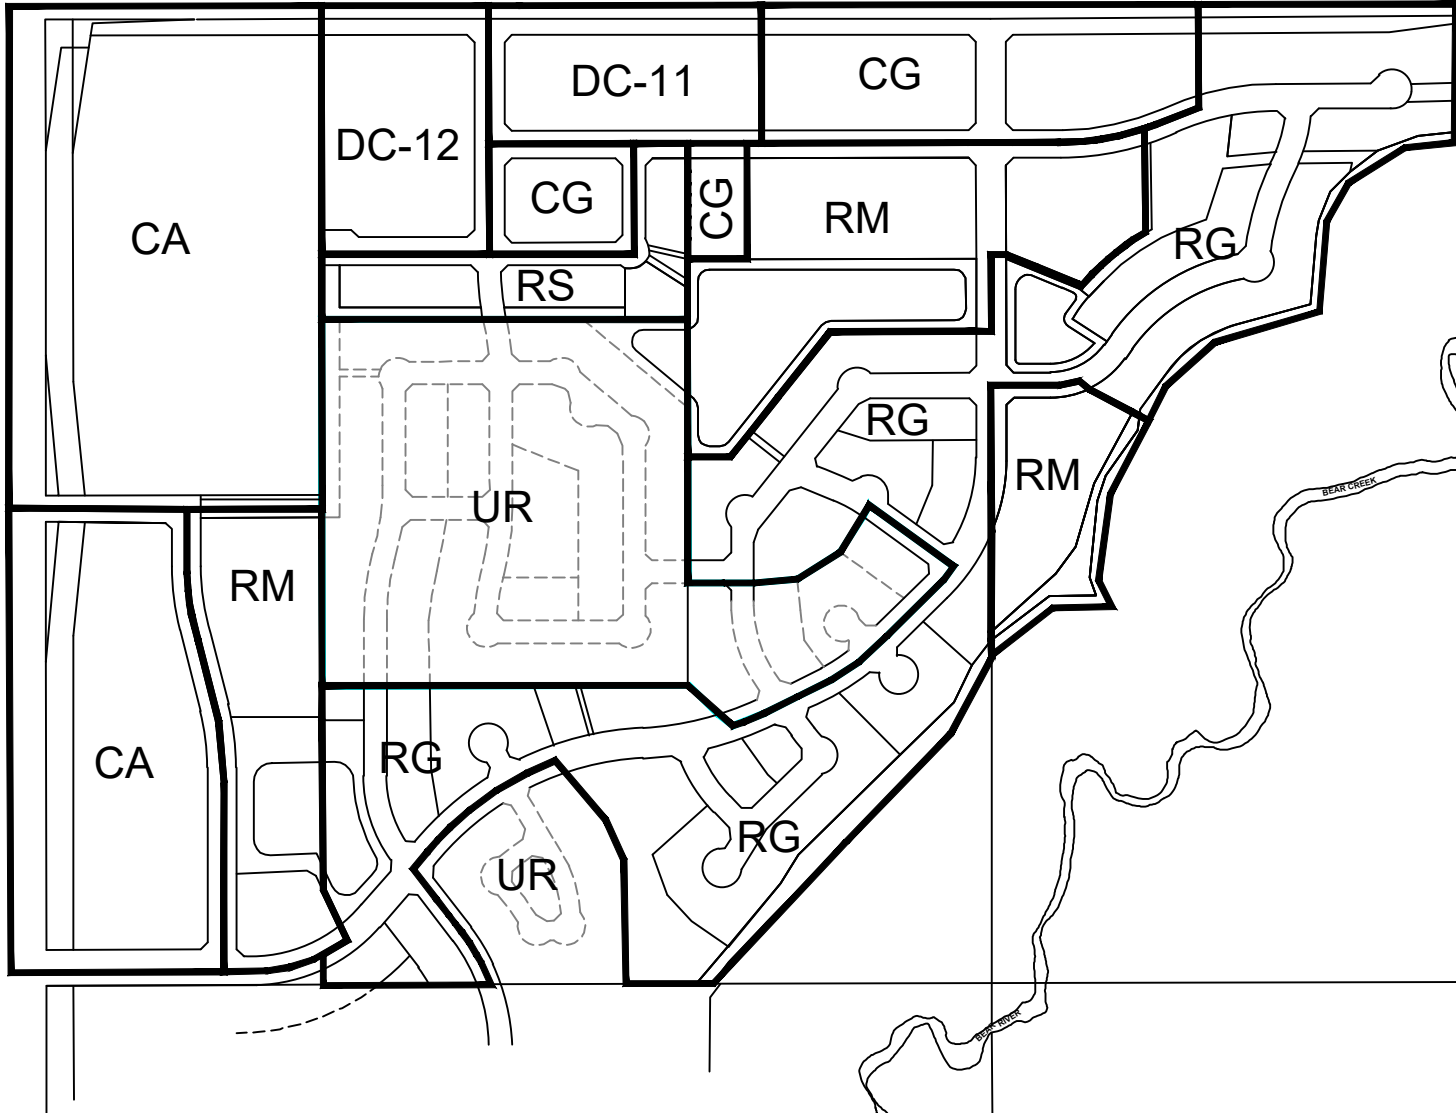 DC-11
CG
DC-12
CG
CG
RM
CA
RG
RS
RG
RM
BEAR CREEK
UR
RM
RG
CA
RG
UR
BEAR RIVER